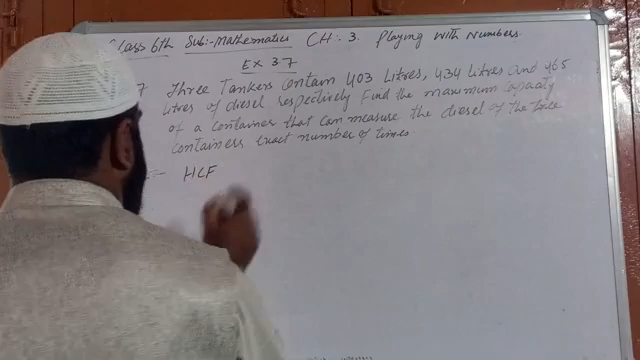 Class 6th Sub:- Mathematics CH:- 3. Playing with Numbers.
EX 3.7
7 Three Tankers Contain 403 Litres, 434 Litres and 465
Litres of diesel respectively Find the maximum capacity
of a container that can measure the diesel of the three
containers exact number of times
HCF